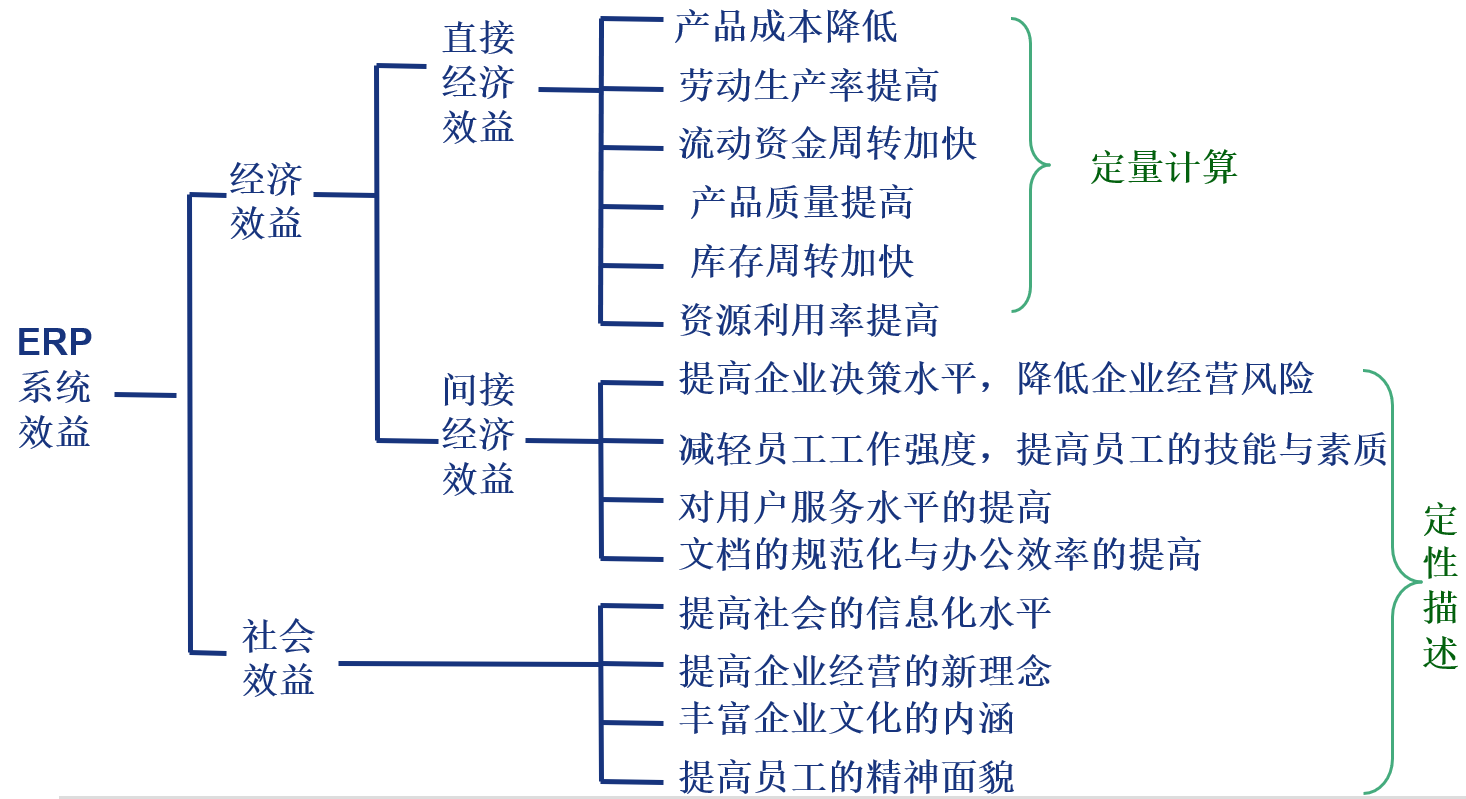 ERP
系统
效益
经济
效益
直接
经济
效益
产品成本降低
劳动生产率提高
流动资金周转加快
产品质量提高
库存周转加快
资源利用率提高
定量计算
间接
经济
效益
提高企业决策水平，降低企业经营风险
减轻员工工作强度，提高员工的技能与素质
对用户服务水平的提高
文档的规范化与办公效率的提高
社会
效益
提高社会的信息化水平
提高企业经营的新理念
丰富企业文化的内涵
提高员工的精神面貌
定
性
描
述